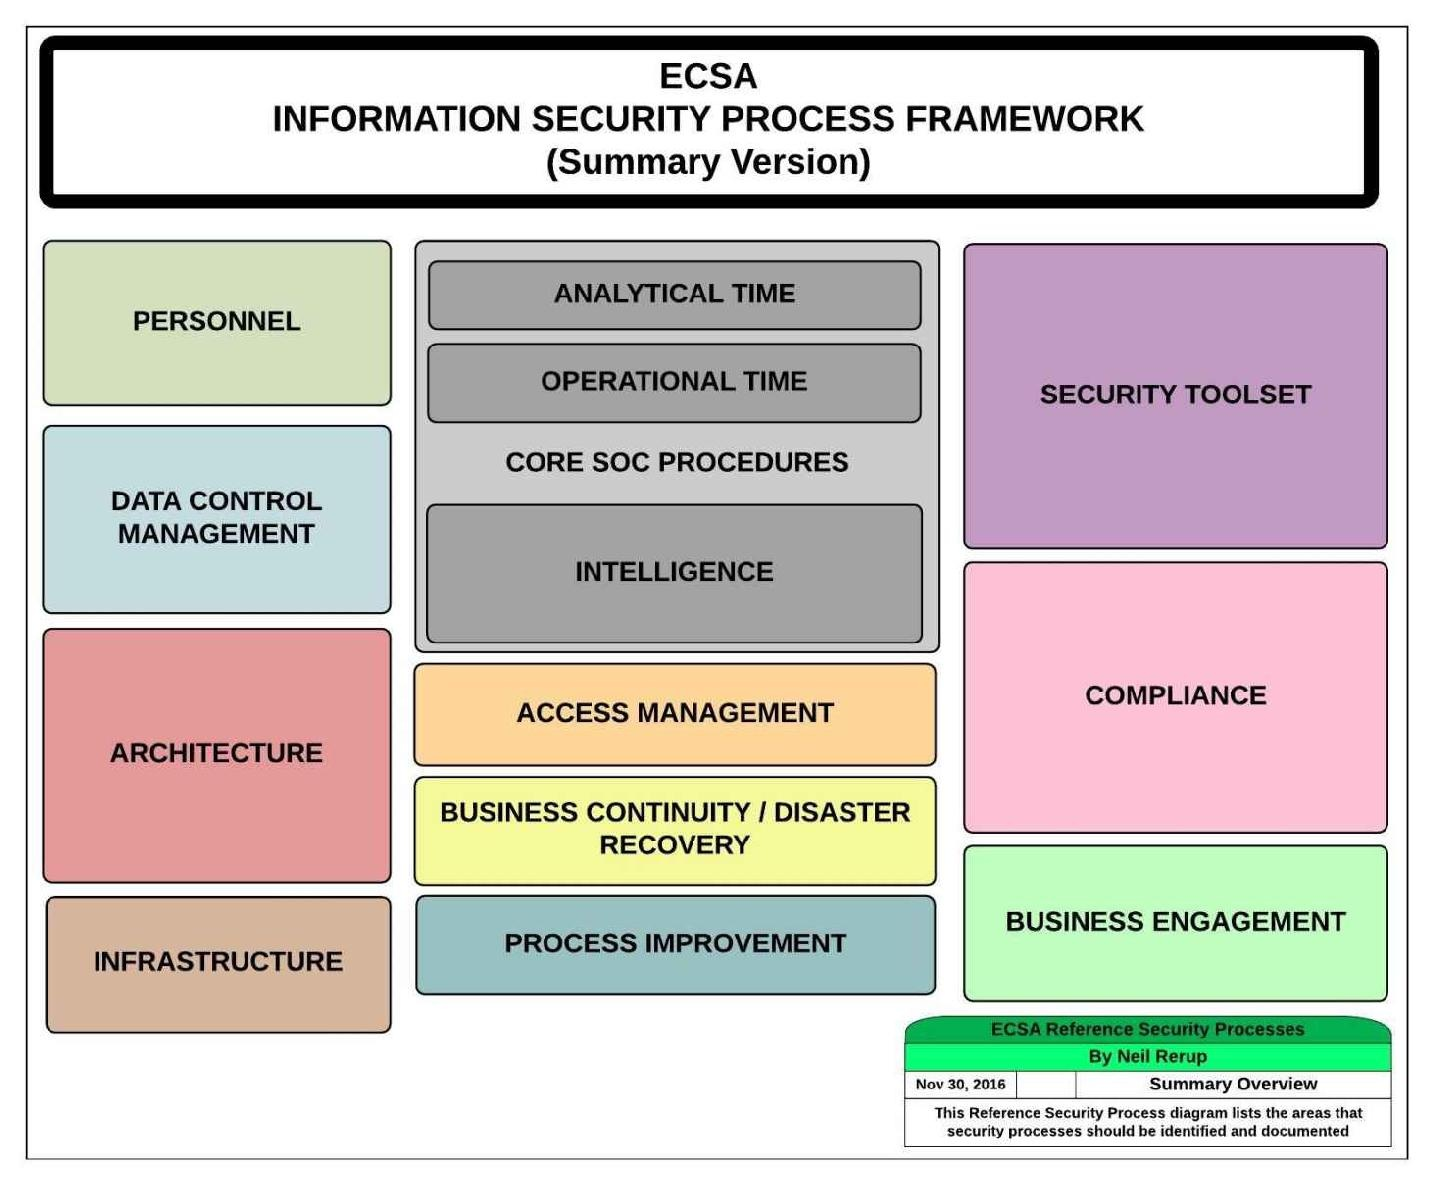 ECSA
INFORMATION SECURITY PROCESS FRAMEWORK
(Summary Version)
PERSONNEL
DATA CONTROL
MANAGEMENT
ARCHITECTURE
INFRASTRUCTURE
ANALYTICAL TIME
OPERATIONAL TIME
CORE SOC PROCEDURES
INTELLIGENCE
ACCESS MANAGEMENT
BUSINESS CONTINUITY / DISASTER
RECOVERY
PROCESS IMPROVEMENT
SECURITY TOOLSET
COMPLIANCE
BUSINESS ENGAGEMENT
ECSA Reference Security Processes
By Neil Rerup
Nov 30, 2016 Summary Overview
This Reference Security Process diagram lists the areas that
security processes should be identified and documented